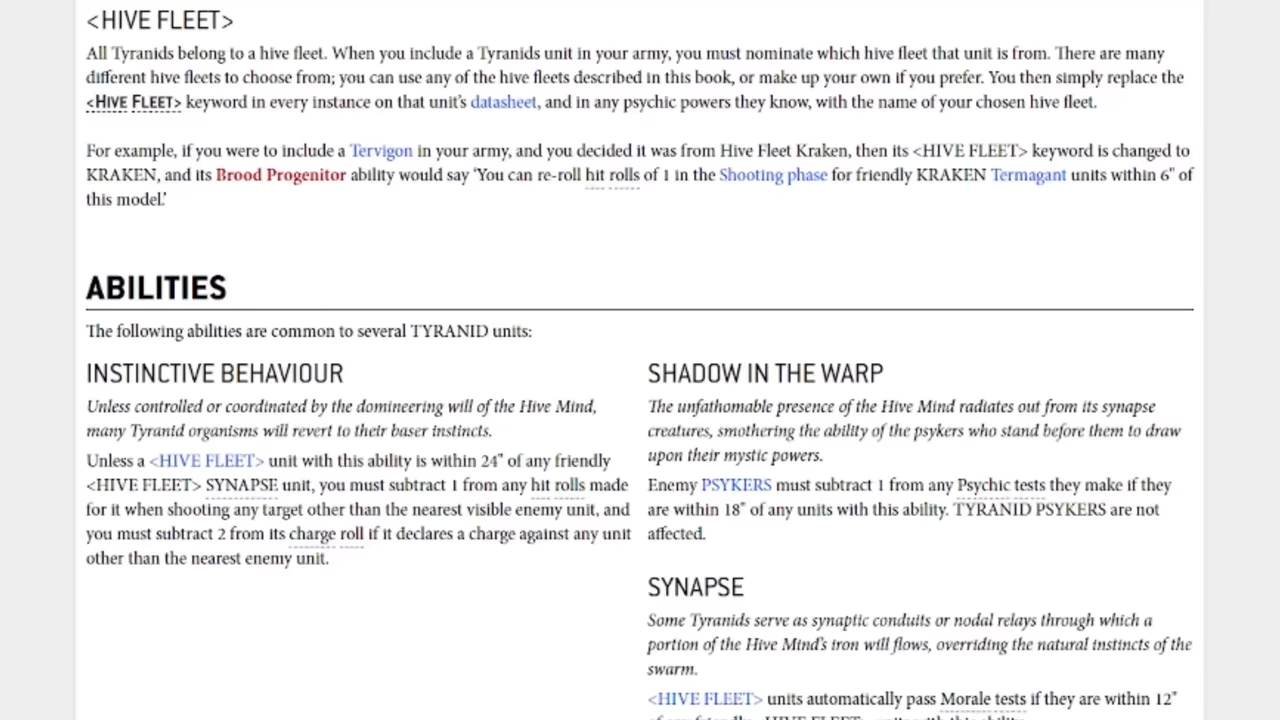 <HIVE FLEET>
All Tyranids belong to a hive fleet. When you include a Tyranids unit in your army, you must nominate which hive fleet that unit is from. There are many
different hive fleets to choose from; you can use any of the hive fleets described in this book, or make up your own if you prefer. You then simply replace the
<HIVE FLEET> keyword in every instance on that unit's datasheet, and in any psychic powers they know, with the name of your chosen hive fleet.
For example, if you were to include a Tervigon in your army, and you decided it was from Hive Fleet Kraken, then its <HIVE FLEET> keyword is changed to
KRAKEN, and its Brood Progenitor ability would say 'You can re-roll hit rolls of 1 in the Shooting phase for friendly KRAKEN Termagant units within 6" of
this model.'
ABILITIES
The following abilities are common to several TYRANID units:
INSTINCTIVE BEHAVIOUR
Unless controlled or coordinated by the domineering will of the Hive Mind,
many Tyranid organisms will revert to their baser instincts.
Unless a <HIVE FLEET> unit with this ability is within 24" of any friendly
<HIVE FLEET> SYNAPSE unit, you must subtract 1 from any hit rolls made
for it when shooting any target other than the nearest visible enemy unit, and
you must subtract 2 from its charge roll if it declares a charge against any unit
other than the nearest enemy unit.
SHADOW IN THE WARP
The unfathomable presence of the Hive Mind radiates out from its synapse
creatures, smothering the ability of the psykers who stand before them to draw
upon their mystic powers.
Enemy PSYKERS must subtract 1 from any Psychic tests they make if they
are within 18" of any units with this ability. TYRANID PSYKERS are not
affected.
SYNAPSE
Some Tyranids serve as synaptic conduits or nodal relays through which a
portion of the Hive Mind's iron will flows, overriding the natural instincts of the
swarm.
<HIVE FLEET> units automatically pass Morale tests if they are within 12"
of any friendly <HIVE FLEET> units with this ability.